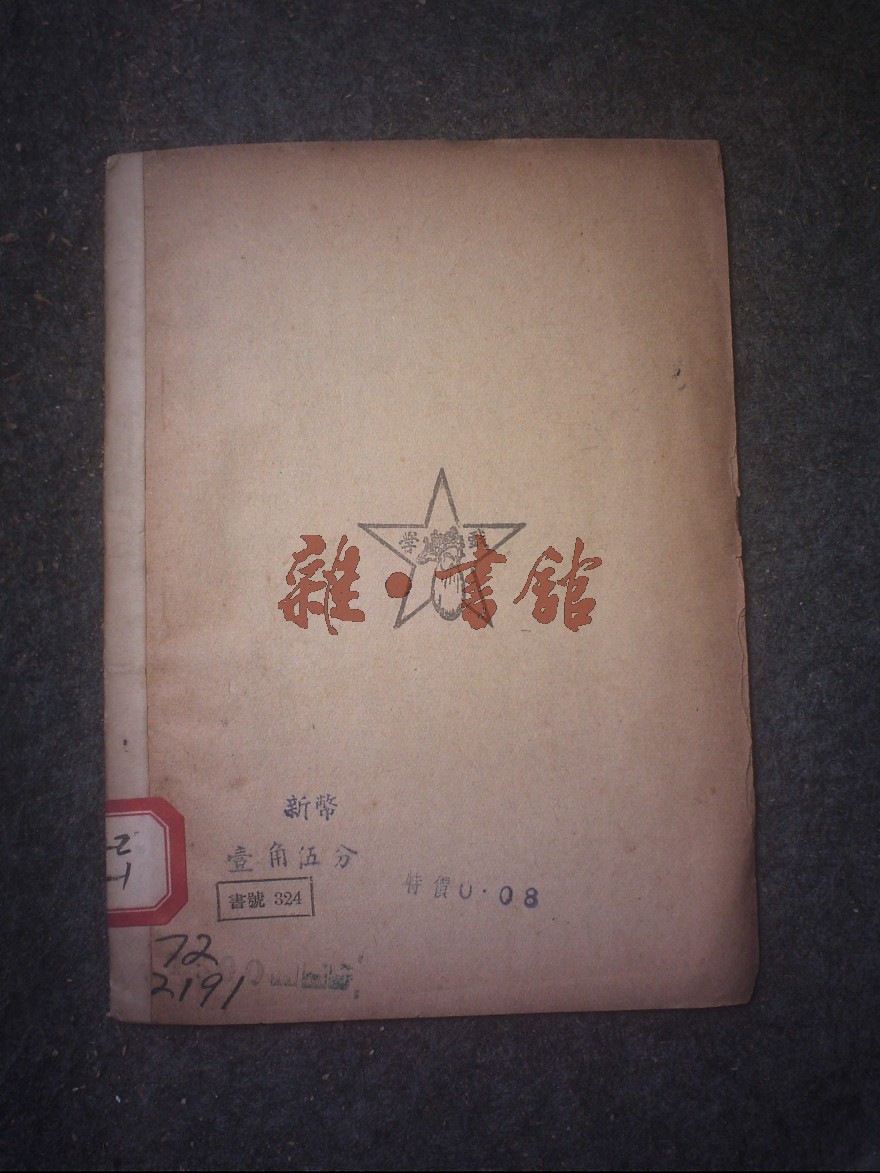 雜·書館
新幣
壹角伍分
書號 324
特價0.08
72
2191